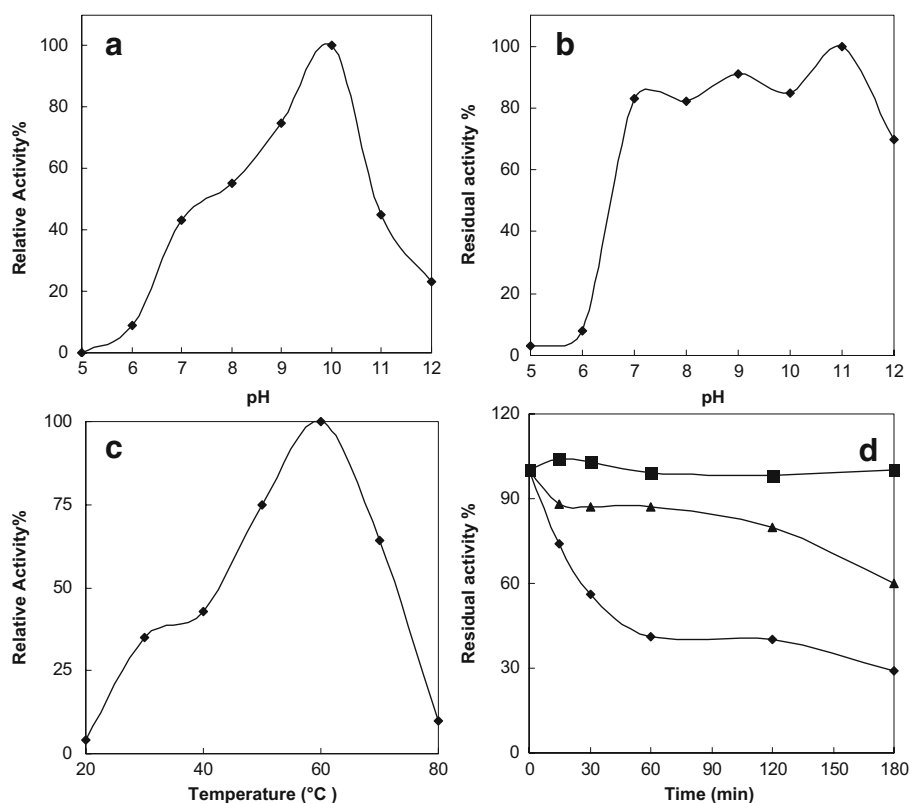 a
Relative Activity%
100
80
60
40
20
0
5 6 7 8 9 10 11 12
pH
b
Residual activity %
100
80
60
40
20
0
5 6 7 8 9 10 11 12
pH
c
Relative Activity%
100
75
50
25
0
20 40 60 80
Temperature (°C )
d
Residual activity %
120
90
60
30
0
0 30 60 90 120 150 180
Time (min)